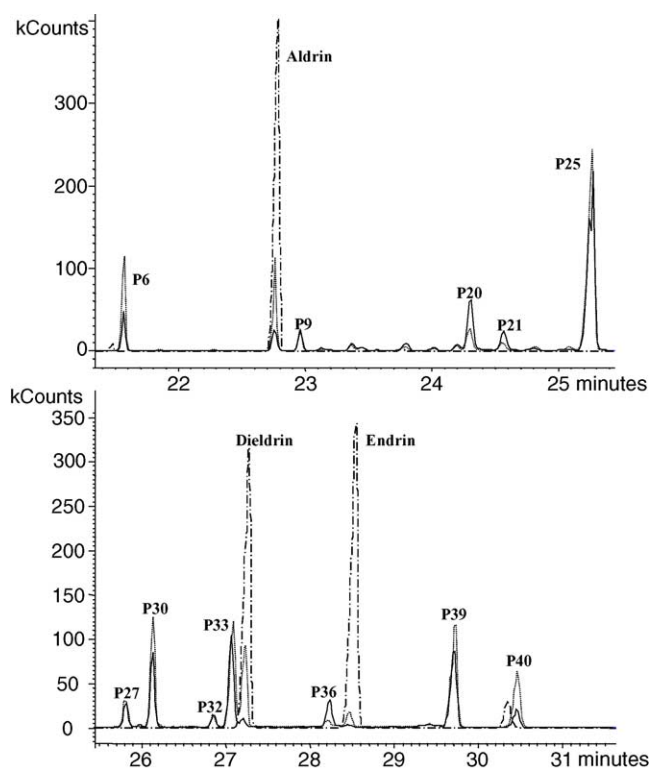 kCounts
Aldrin
300
P25
200
100
P6
P20
P9
P21
0
22
23
24
25 minutes
kCounts
350
Dieldrin
Endrin
300
250
200
150
P30
P33
P39
100
P40
50
P27
P32
P36
0
26
27
28
29
30
31 minutes